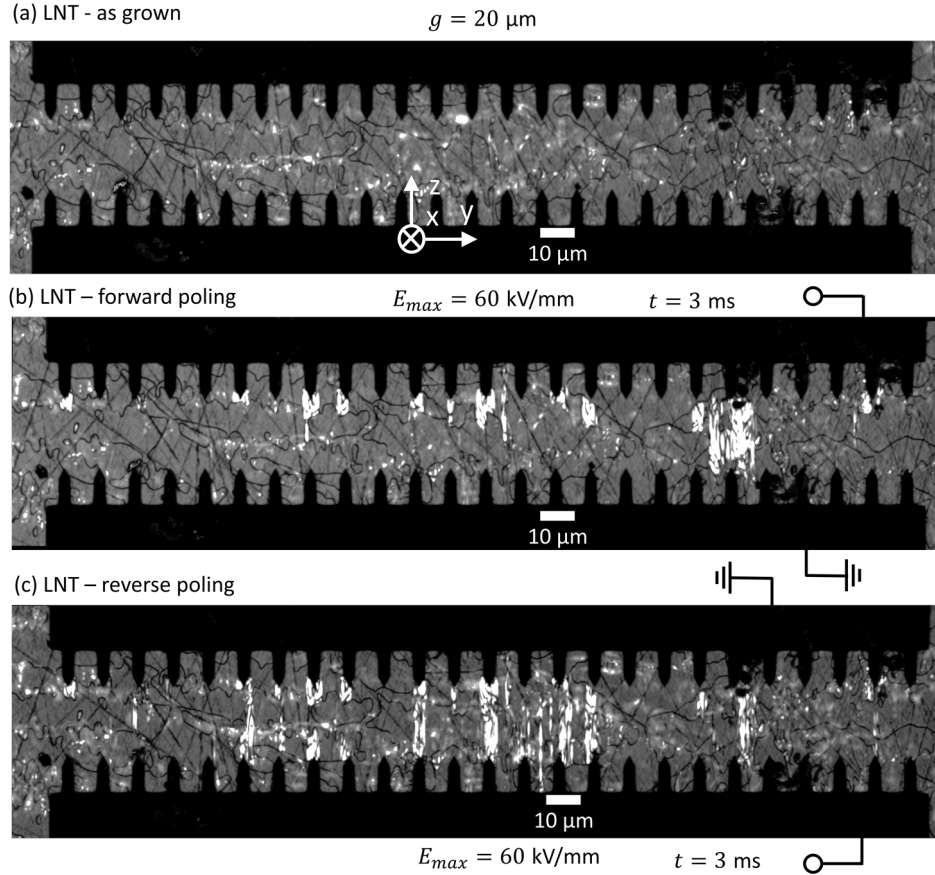 (a) LNT - as grown
g = 20 μm
z
x
y
10 μm
(b) LNT – forward poling
E_max = 60 kV/mm
t = 3 ms
10 μm
(c) LNT – reverse poling
10 μm
E_max = 60 kV/mm
t = 3 ms